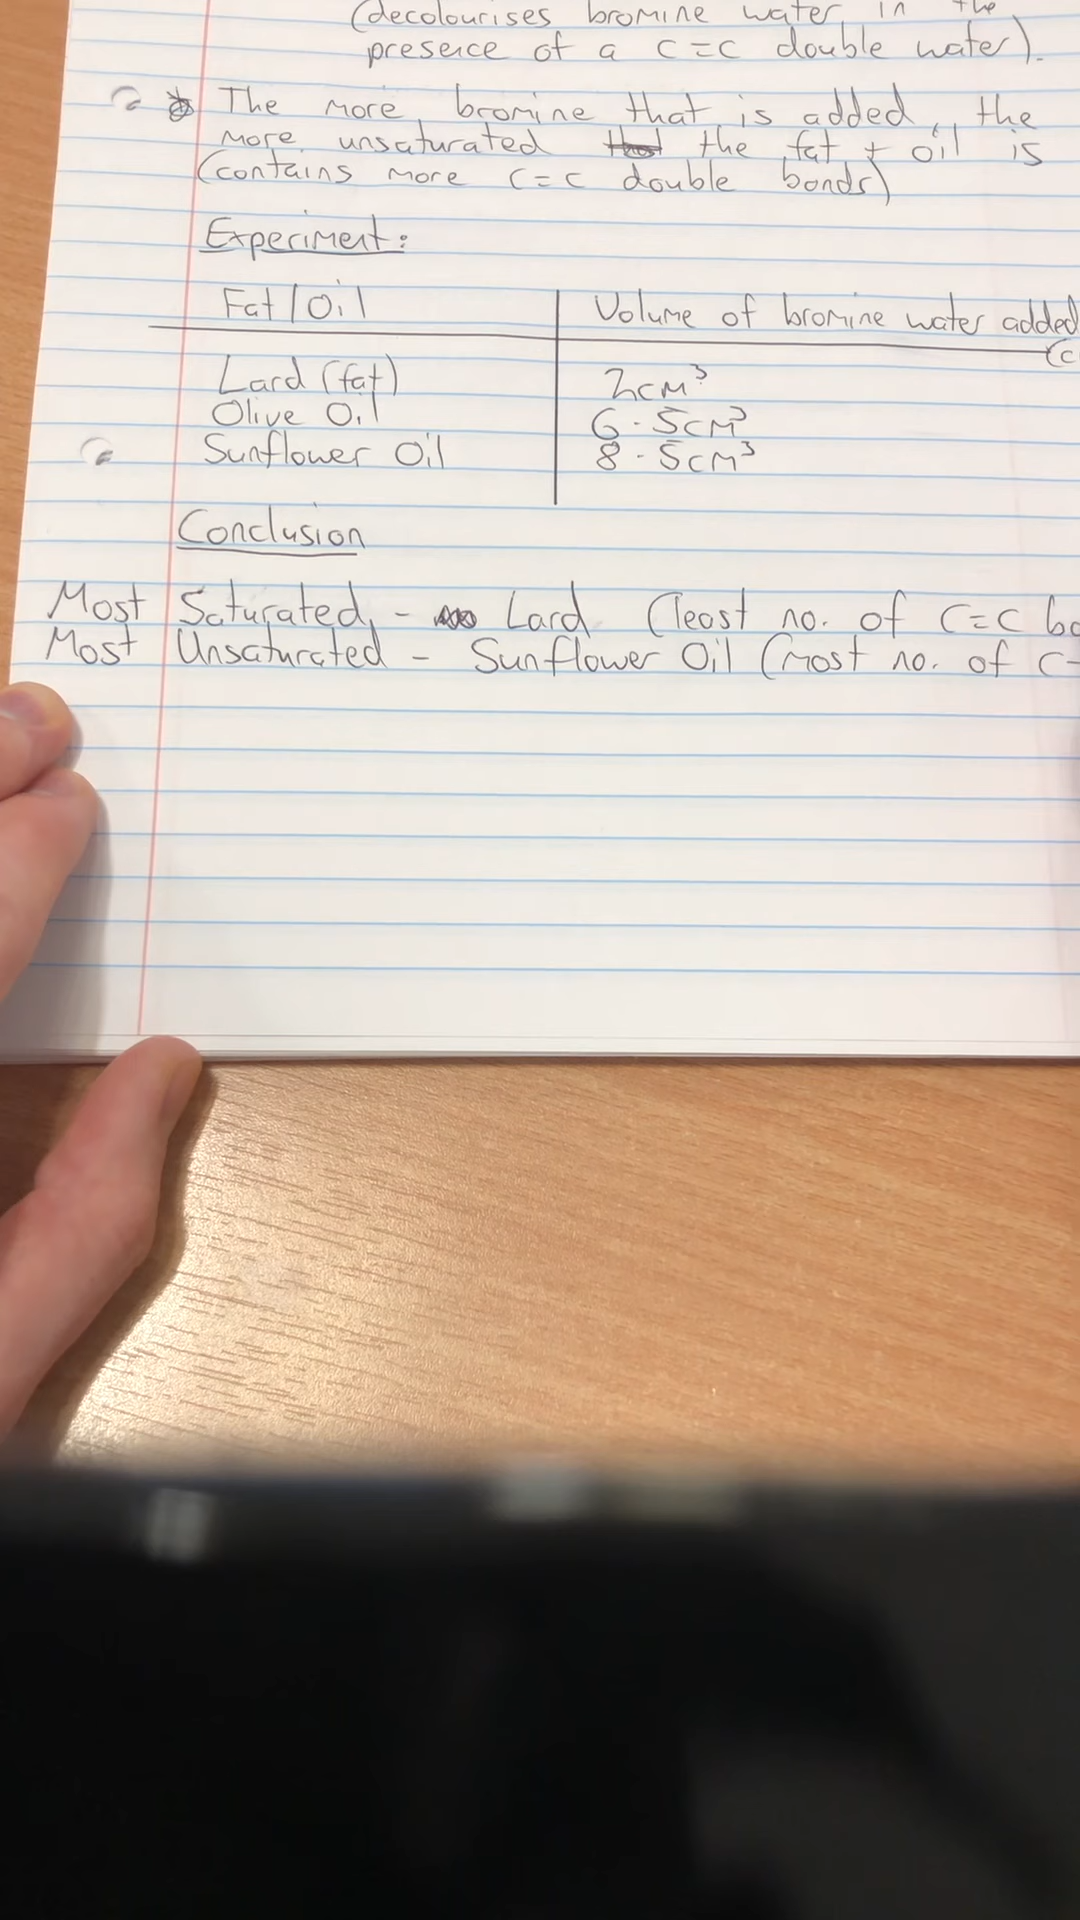 (decolourises bromine water in the
presence of a C=C double water).
The more bromine that is added, the
more unsaturated the fat + oil is
(contains more C=C double bonds)
Experiment:
Fat/Oil Volume of bromine water added
(c
Lard (fat) 2cm³
Olive Oil 6.5cm³
Sunflower Oil 8.5cm³
Conclusion
Most Saturated - Lard (least no. of C=C bo
Most Unsaturated - Sunflower Oil (most no. of C=